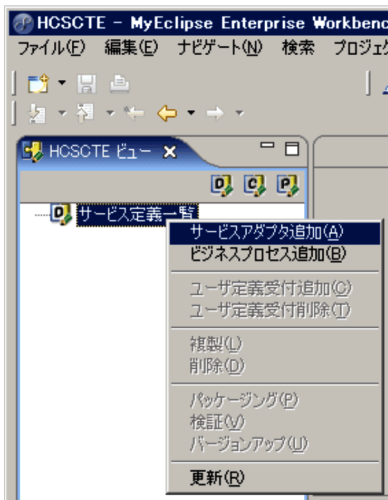 HCSCTE - MyEclipse Enterprise Workbenc
ファイル(F) 編集(E) ナビゲート(N) 検索 プロジェク
HCSCTE ビュー
サービス定義一覧
サービスアダプタ追加(A)
ビジネスプロセス追加(B)
ユーザ定義受付追加(C)
ユーザ定義受付削除(T)
複製(L)
削除(D)
パッケージング(P)
検証(V)
バージョンアップ(U)
更新(R)